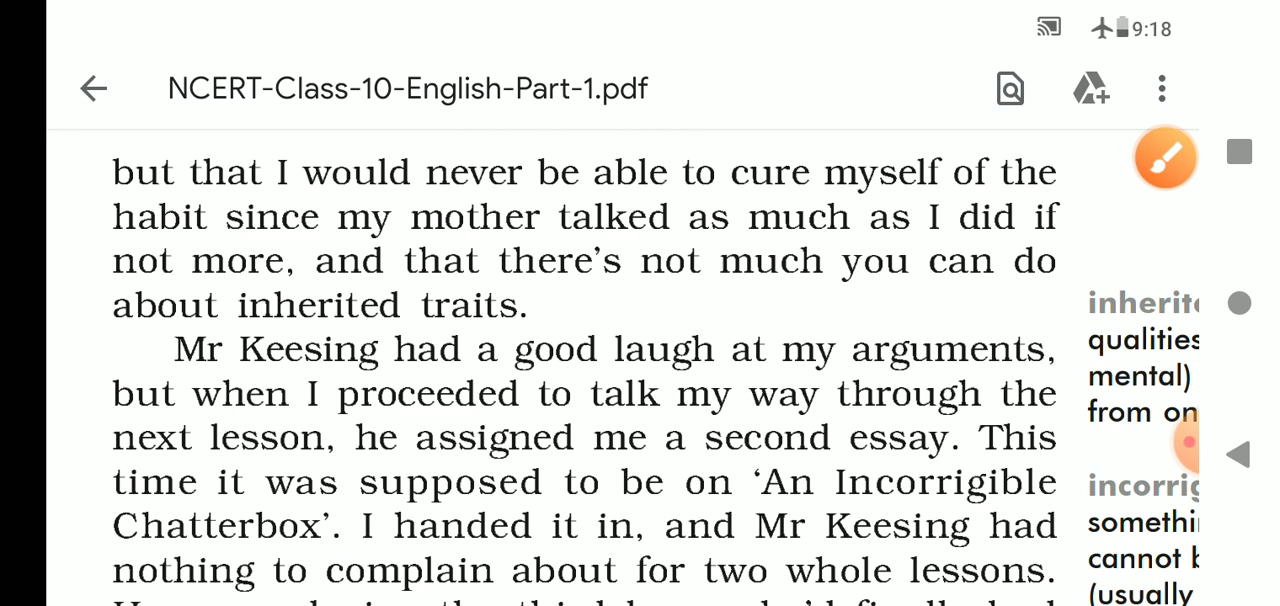 9:18
NCERT-Class-10-English-Part-1.pdf
but that I would never be able to cure myself of the
habit since my mother talked as much as I did if
not more, and that there’s not much you can do
about inherited traits.
Mr Keesing had a good laugh at my arguments,
but when I proceeded to talk my way through the
next lesson, he assigned me a second essay. This
time it was supposed to be on ‘An Incorrigible
Chatterbox’. I handed it in, and Mr Keesing had
nothing to complain about for two whole lessons.
qualities
mental)
from on
cannot b
(usually